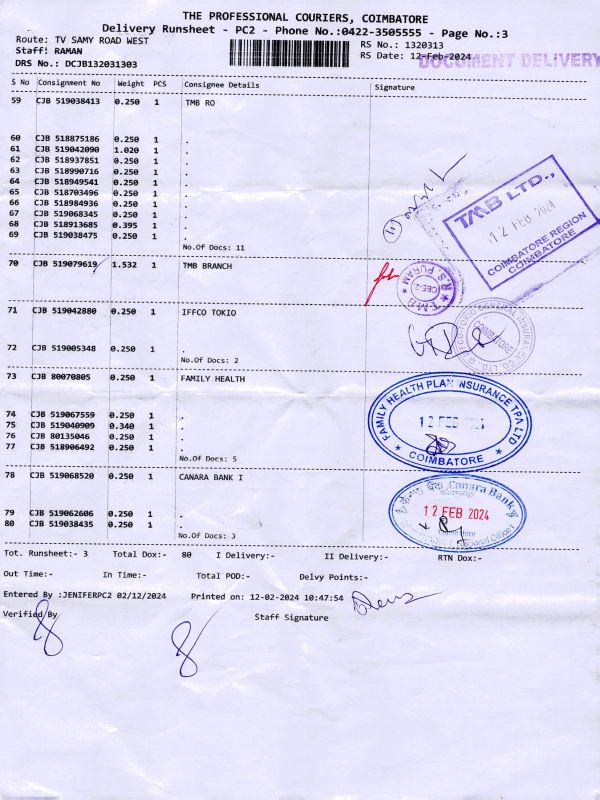 THE PROFESSIONAL COURIERS, COIMBATORE
Delivery Runsheet - PC2 - Phone No.:0422-3505555 - Page No.:3
Route: TV SAMY ROAD WEST
RS No.: 1320313
Staff: RAMAN
RS Date: 12-Feb-2024
DOCUMENT DELIVERY
DRS No.: DCJB132031303
S No Consignment No Weight PCS Consignee Details Signature
59 CJB 519038413 0.250 1 TMB RO
60 CJB 518875186 0.250 1 .
61 CJB 519042090 1.020 1 .
62 CJB 518937851 0.250 1 .
63 CJB 518990716 0.250 1 .
64 CJB 518949541 0.250 1 .
65 CJB 518703496 0.250 1 .
66 CJB 518984936 0.250 1 .
67 CJB 519068345 0.250 1 .
68 CJB 518913685 0.395 1 .
69 CJB 519038475 0.250 1 .
No.Of Docs: 11
TMB LTD.,
12 FEB 2024
COIMBATORE REGION
COIMBATORE
70 CJB 519079619 1.532 1 TMB BRANCH
71 CJB 519042880 0.250 1 IFFCO TOKIO
COIMBATORE
72 CJB 519005348 0.250 1 .
No.Of Docs: 2
73 CJB 80070805 0.250 1 FAMILY HEALTH
FAMILY HEALTH PLAN INSURANCE TPA LTD
12 FEB 2024
COIMBATORE
74 CJB 519067559 0.250 1 .
75 CJB 519040909 0.340 1 .
76 CJB 80135046 0.250 1 .
77 CJB 518906492 0.250 1 .
No.Of Docs: 5
78 CJB 519068520 0.250 1 CANARA BANK I
Canara Bank
12 FEB 2024
79 CJB 519062606 0.250 1 .
80 CJB 519038435 0.250 1 .
No.Of Docs: 3
Tot. Runsheet:- 3 Total Dox:- 80 I Delivery:- II Delivery:- RTN Dox:-
Out Time:- In Time:- Total POD:- Delvy Points:-
Entered By :JENIFERPC2 02/12/2024 Printed on: 12-02-2024 10:47:54
Verified By Staff Signature